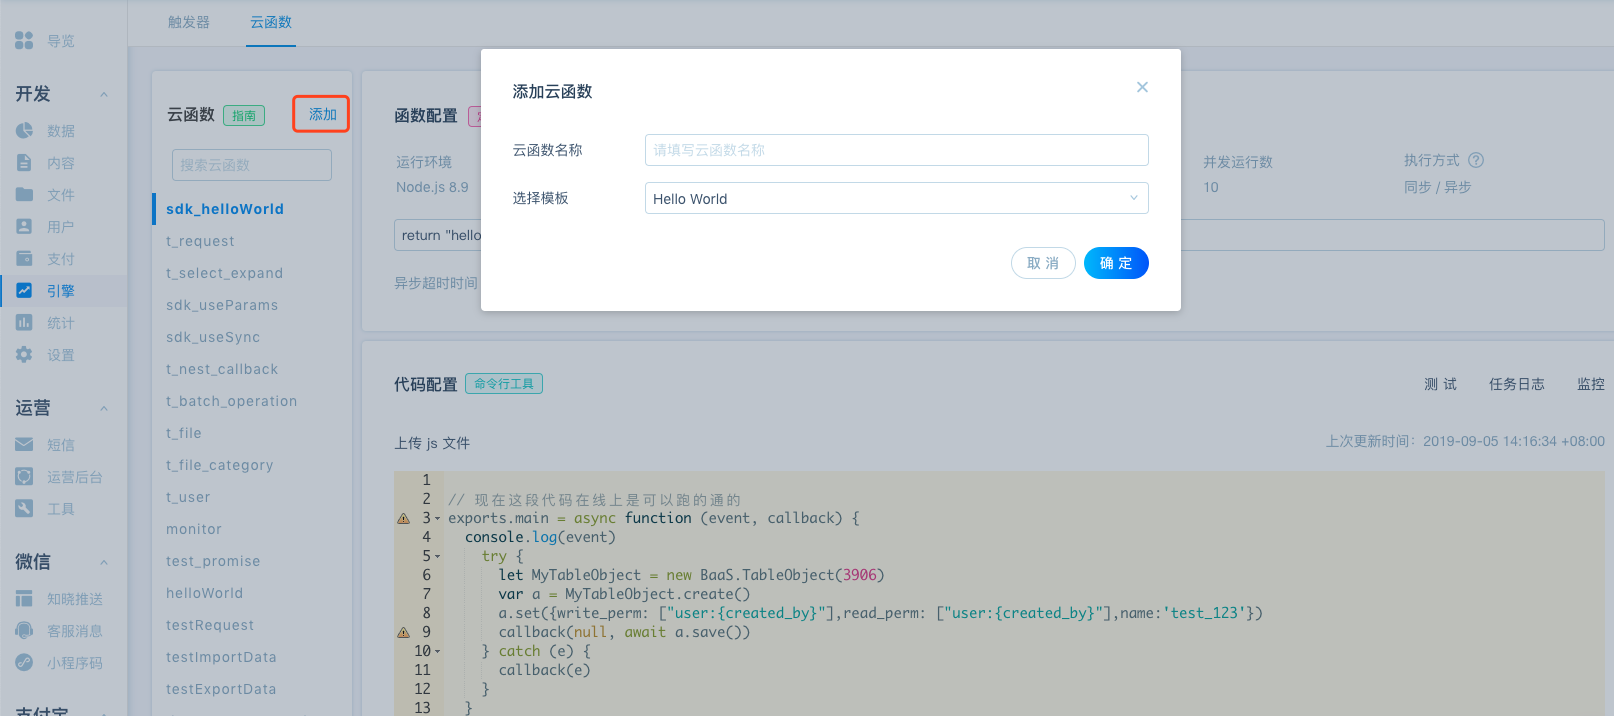 导览
开发
数据
内容
文件
用户
支付
引擎
统计
设置
运营
短信
运营后台
工具
微信
知晓推送
客服消息
小程序码
触发器
云函数
云函数
指南
添加
搜索云函数
sdk_helloWorld
t_request
t_select_expand
sdk_useParams
sdk_useSync
t_nest_callback
t_batch_operation
t_file
t_file_category
t_user
monitor
test_promise
helloWorld
testRequest
testImportData
testExportData
函数配置
运行环境
Node.js 8.9
return "hello
异步超时时间
并发运行数
10
执行方式 ?
同步 / 异步
添加云函数
云函数名称
请填写云函数名称
选择模板
Hello World
取 消
确 定
代码配置
命令行工具
测 试
任务日志
监控
上传 js 文件
上次更新时间：2019-09-05 14:16:34 +08:00
1
2 // 现在这段代码在线上是可以跑的通的
3 exports.main = async function (event, callback) {
4 console.log(event)
5 try {
6 let MyTableObject = new BaaS.TableObject(3906)
7 var a = MyTableObject.create()
8 a.set({write_perm: ["user:{created_by}"],read_perm: ["user:{created_by}"],name:'test_123'})
9 callback(null, await a.save())
10 } catch (e) {
11 callback(e)
12 }
13 }